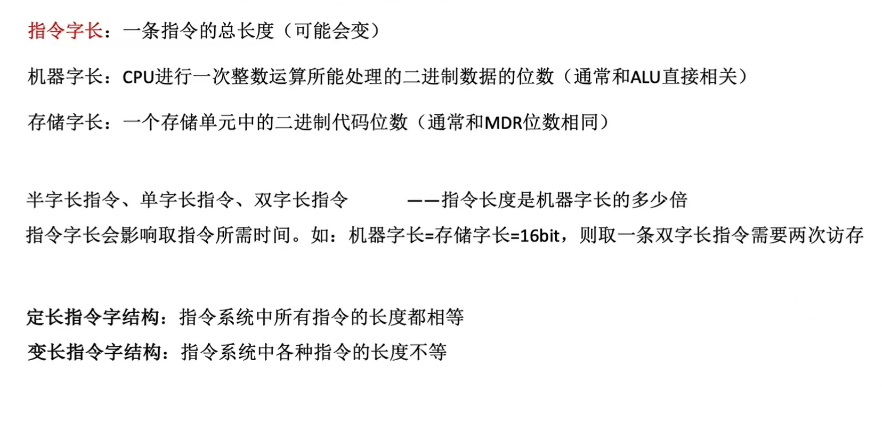 指令字长：一条指令的总长度（可能会变）
机器字长：CPU进行一次整数运算所能处理的二进制数据的位数（通常和ALU直接相关）
存储字长：一个存储单元中的二进制代码位数（通常和MDR位数相同）
半字长指令、单字长指令、双字长指令 ——指令长度是机器字长的多少倍
指令字长会影响取指令所需时间。如：机器字长=存储字长=16bit，则取一条双字长指令需要两次访存
定长指令字结构：指令系统中所有指令的长度都相等
变长指令字结构：指令系统中各种指令的长度不等